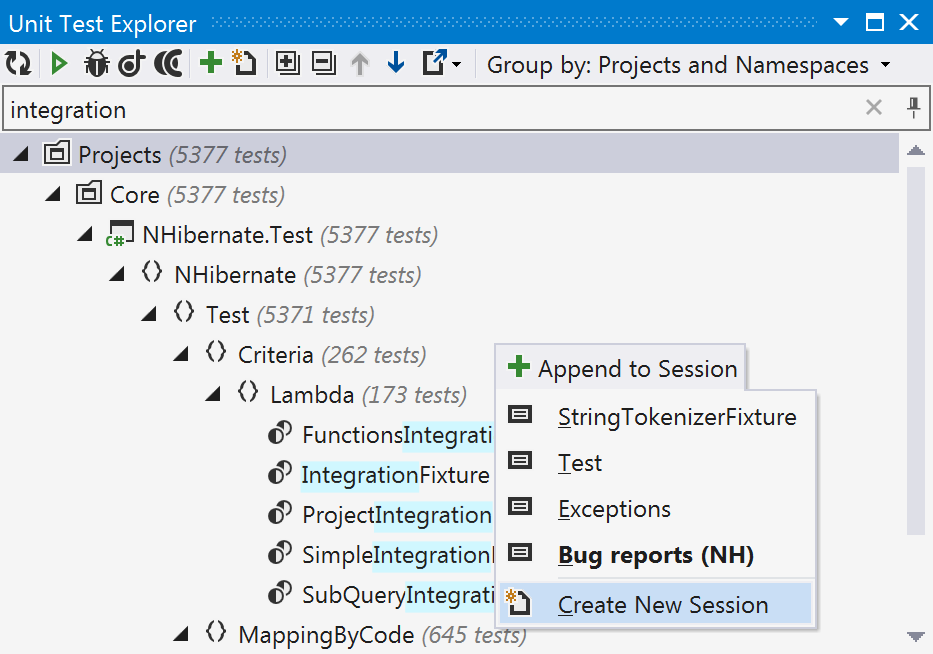 Unit Test Explorer
Group by: Projects and Namespaces
integration
Projects (5377 tests)
Core (5377 tests)
C# NHibernate.Test (5377 tests)
NHibernate (5377 tests)
Test (5371 tests)
Criteria (262 tests)
Lambda (173 tests)
FunctionsIntegrati
IntegrationFixture
ProjectIntegration
SimpleIntegration
SubQueryIntegrati
MappingByCode (645 tests)
Append to Session
StringTokenizerFixture
Test
Exceptions
Bug reports (NH)
Create New Session